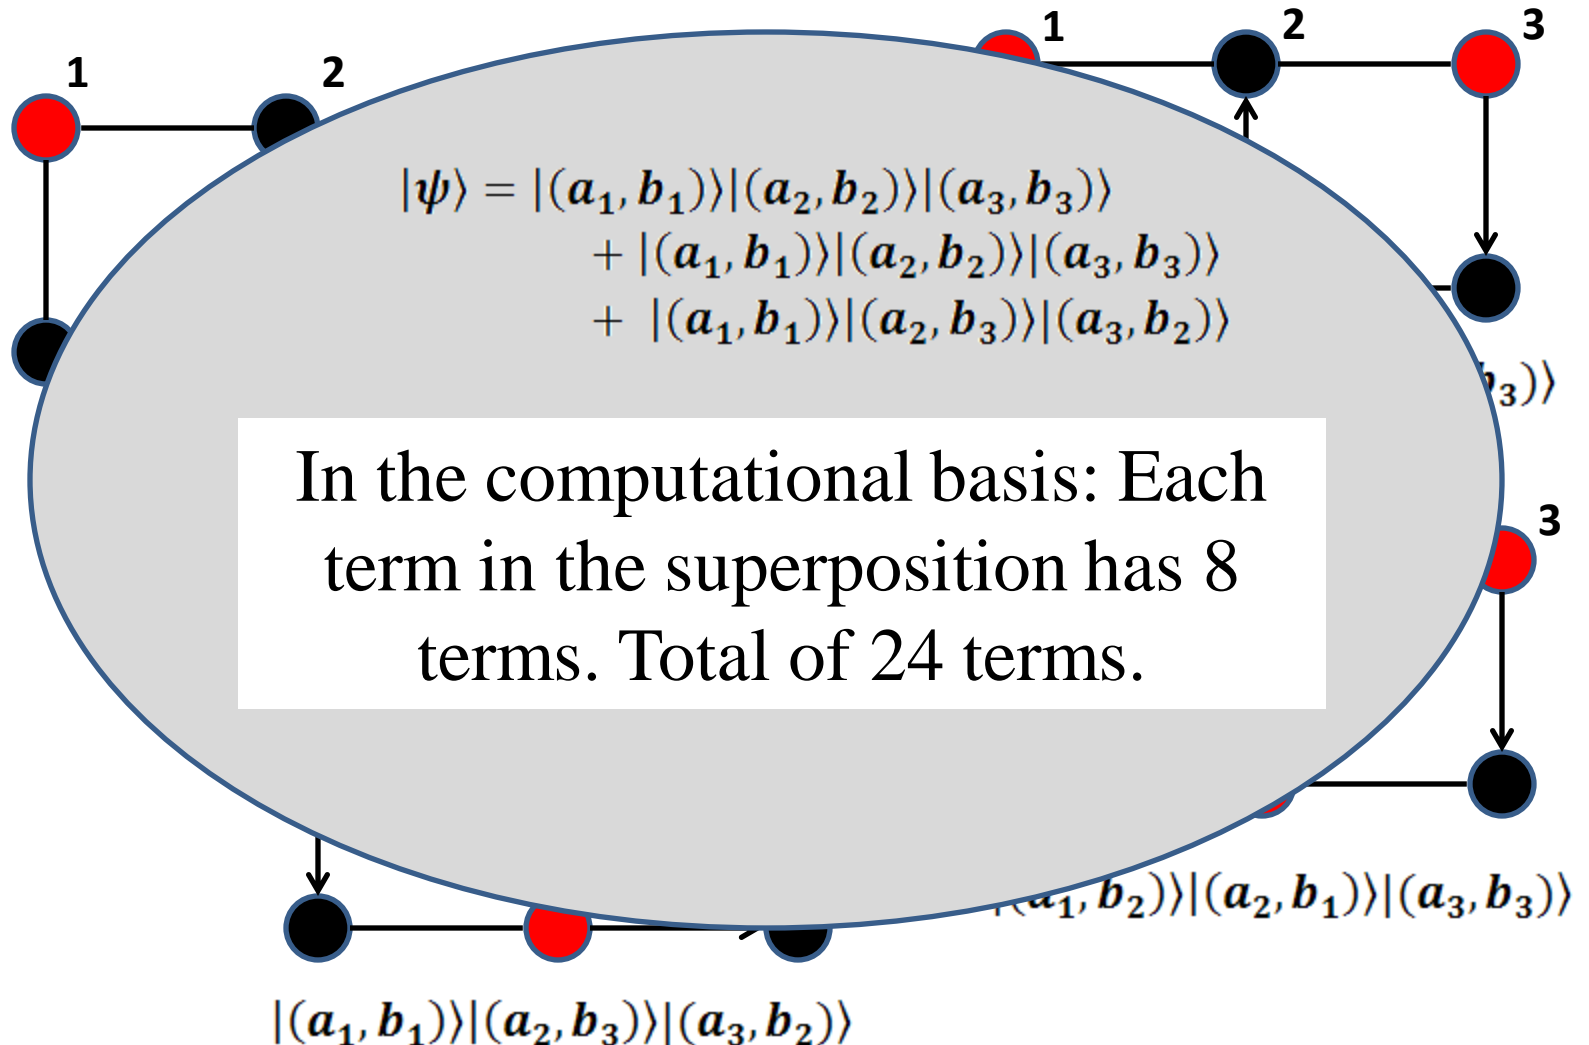 1 2 3
1 2
|ψ⟩ = |(a₁, b₁)⟩|(a₂, b₂)⟩|(a₃, b₃)⟩
+ |(a₁, b₁)⟩|(a₂, b₂)⟩|(a₃, b₃)⟩
+ |(a₁, b₁)⟩|(a₂, b₃)⟩|(a₃, b₂)⟩
₃)⟩
In the computational basis: Each
term in the superposition has 8
terms. Total of 24 terms.
3
₁, b₂)⟩|(a₂, b₁)⟩|(a₃, b₃)⟩
|(a₁, b₁)⟩|(a₂, b₃)⟩|(a₃, b₂)⟩